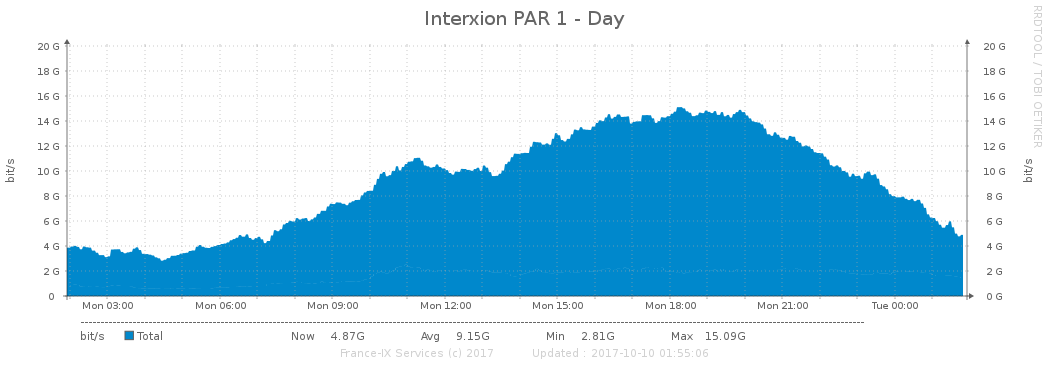 Interxion PAR 1 - Day
RRDTOOL / TOBI OETIKER
20 G 20 G
18 G 18 G
16 G 16 G
14 G 14 G
12 G 12 G
10 G 10 G
8 G 8 G
6 G 6 G
4 G 4 G
2 G 2 G
0 0 G
bit/s bit/s
Mon 03:00 Mon 06:00 Mon 09:00 Mon 12:00 Mon 15:00 Mon 18:00 Mon 21:00 Tue 00:00
bit/s Total Now 4.87G Avg 9.15G Min 2.81G Max 15.09G
France-IX Services (c) 2017 Updated : 2017-10-10 01:55:06